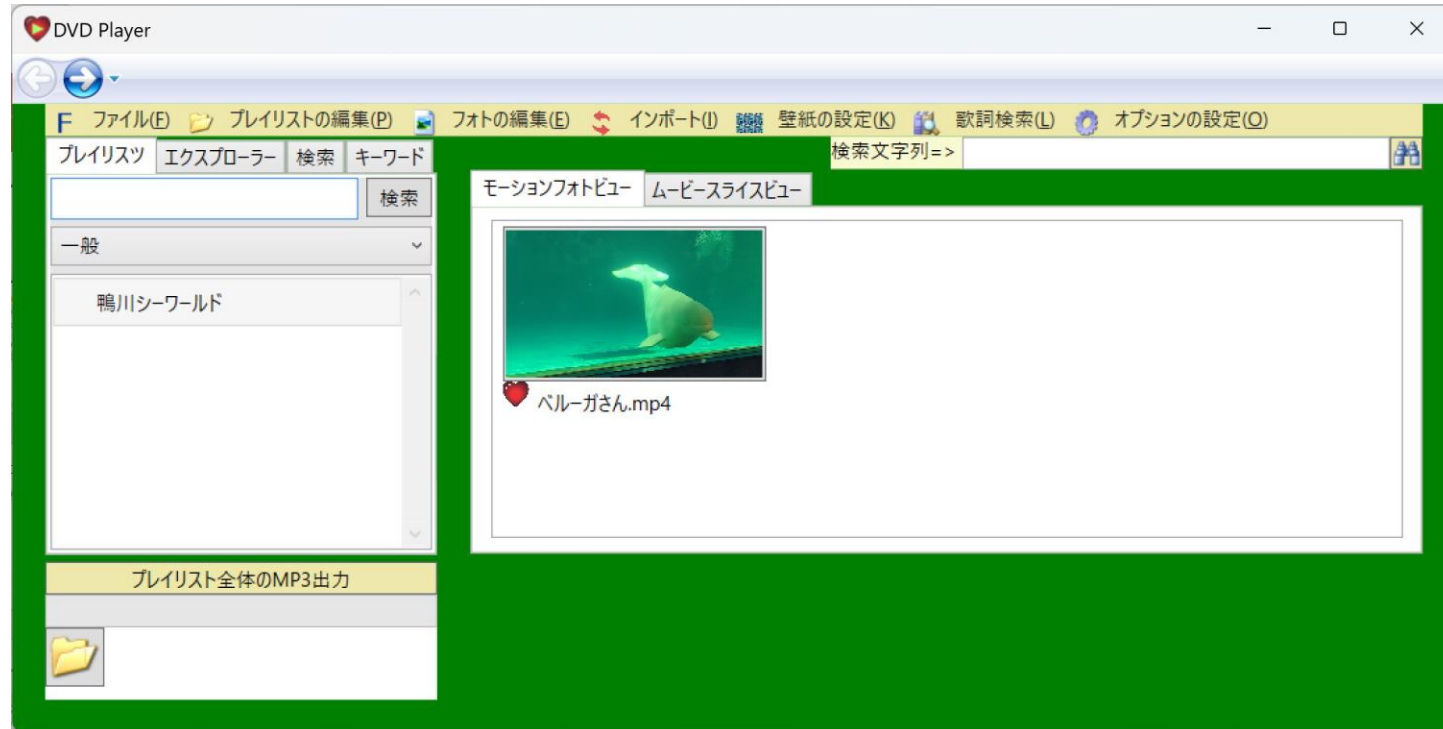 DVD Player
F ファイル(F) プレイリストの編集(P) フォトの編集(E) インポート(I) 壁紙の設定(K) 歌詞検索(L) オプションの設定(O)
プレイリスツ エクスプローラー 検索 キーワード
検索文字列=>
検索
モーションフォトビュー ムービースライスビュー
一般
鴨川シーワールド
ベルーガさん.mp4
プレイリスト全体のMP3出力